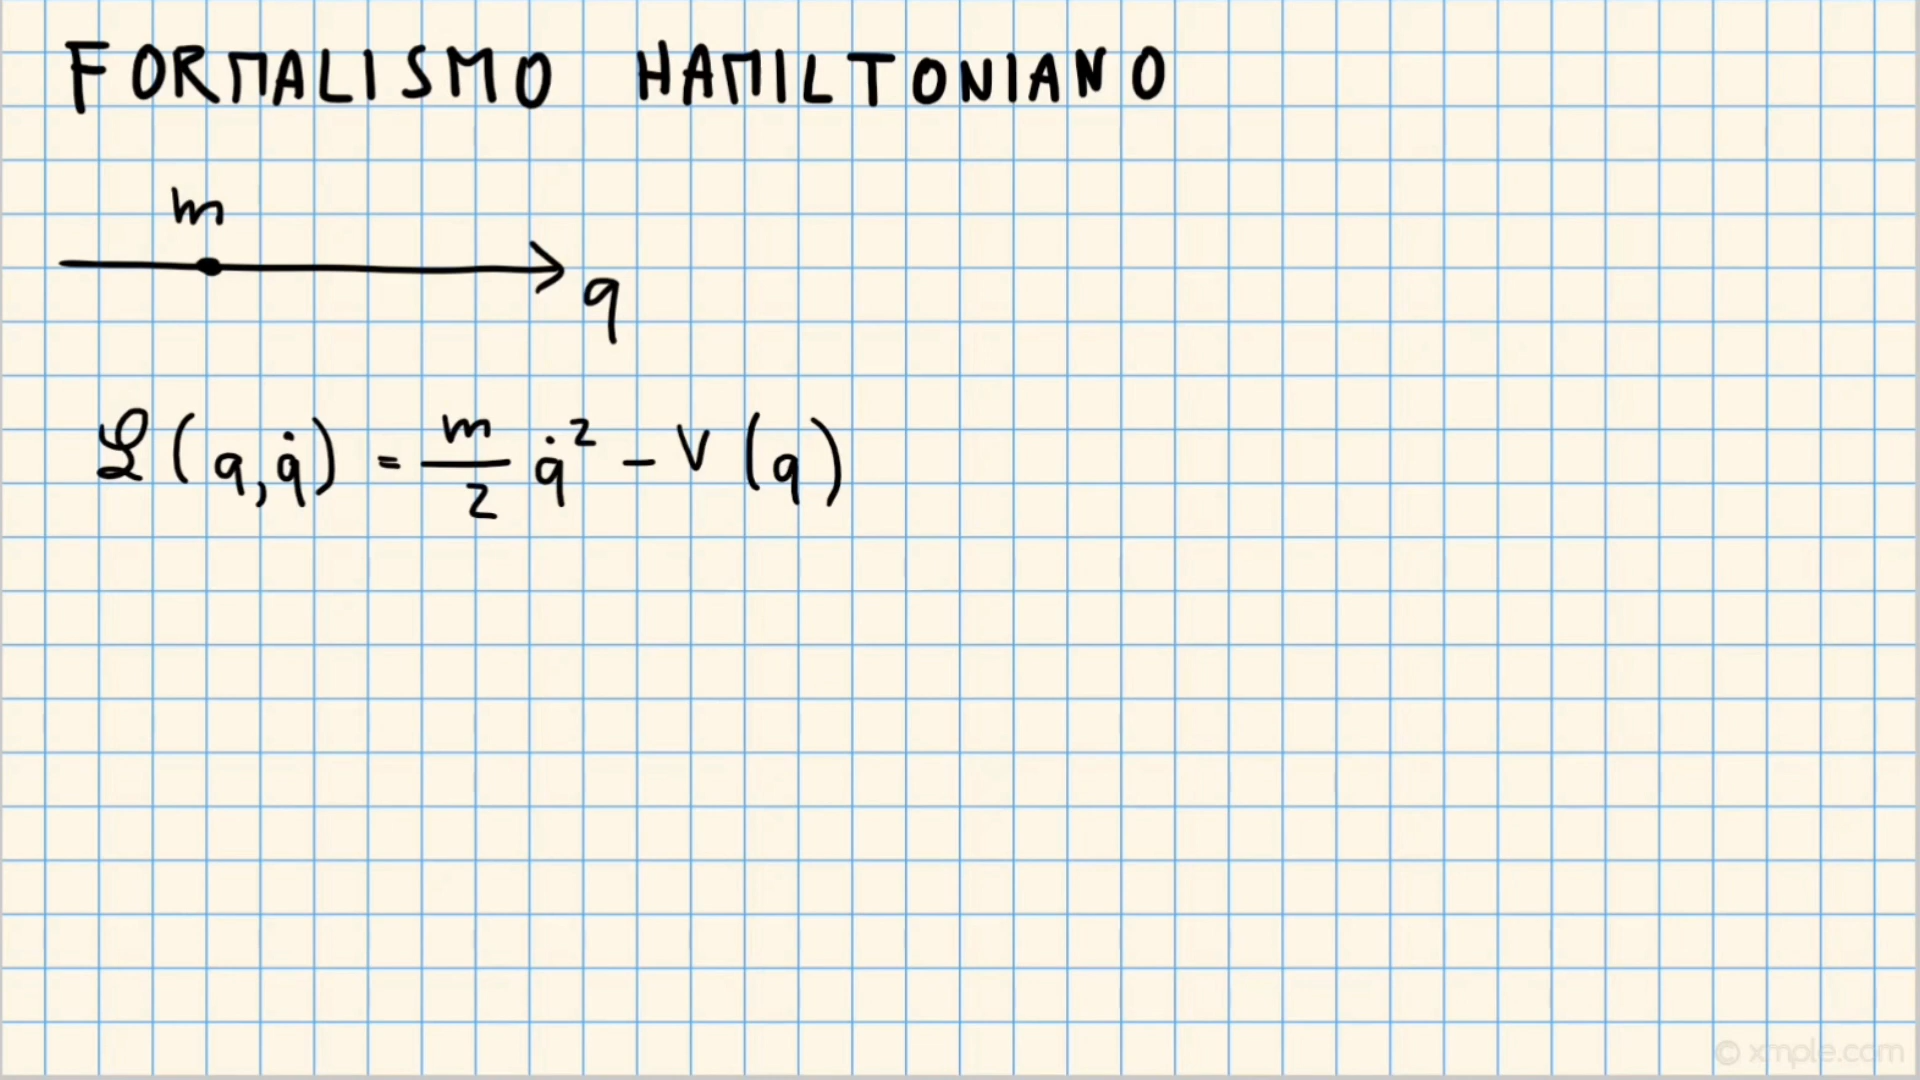 FORMALISMO HAMILTONIANO
m
q
ℒ(q, q̇) = m/2 q̇² − V(q)
© xmple.com